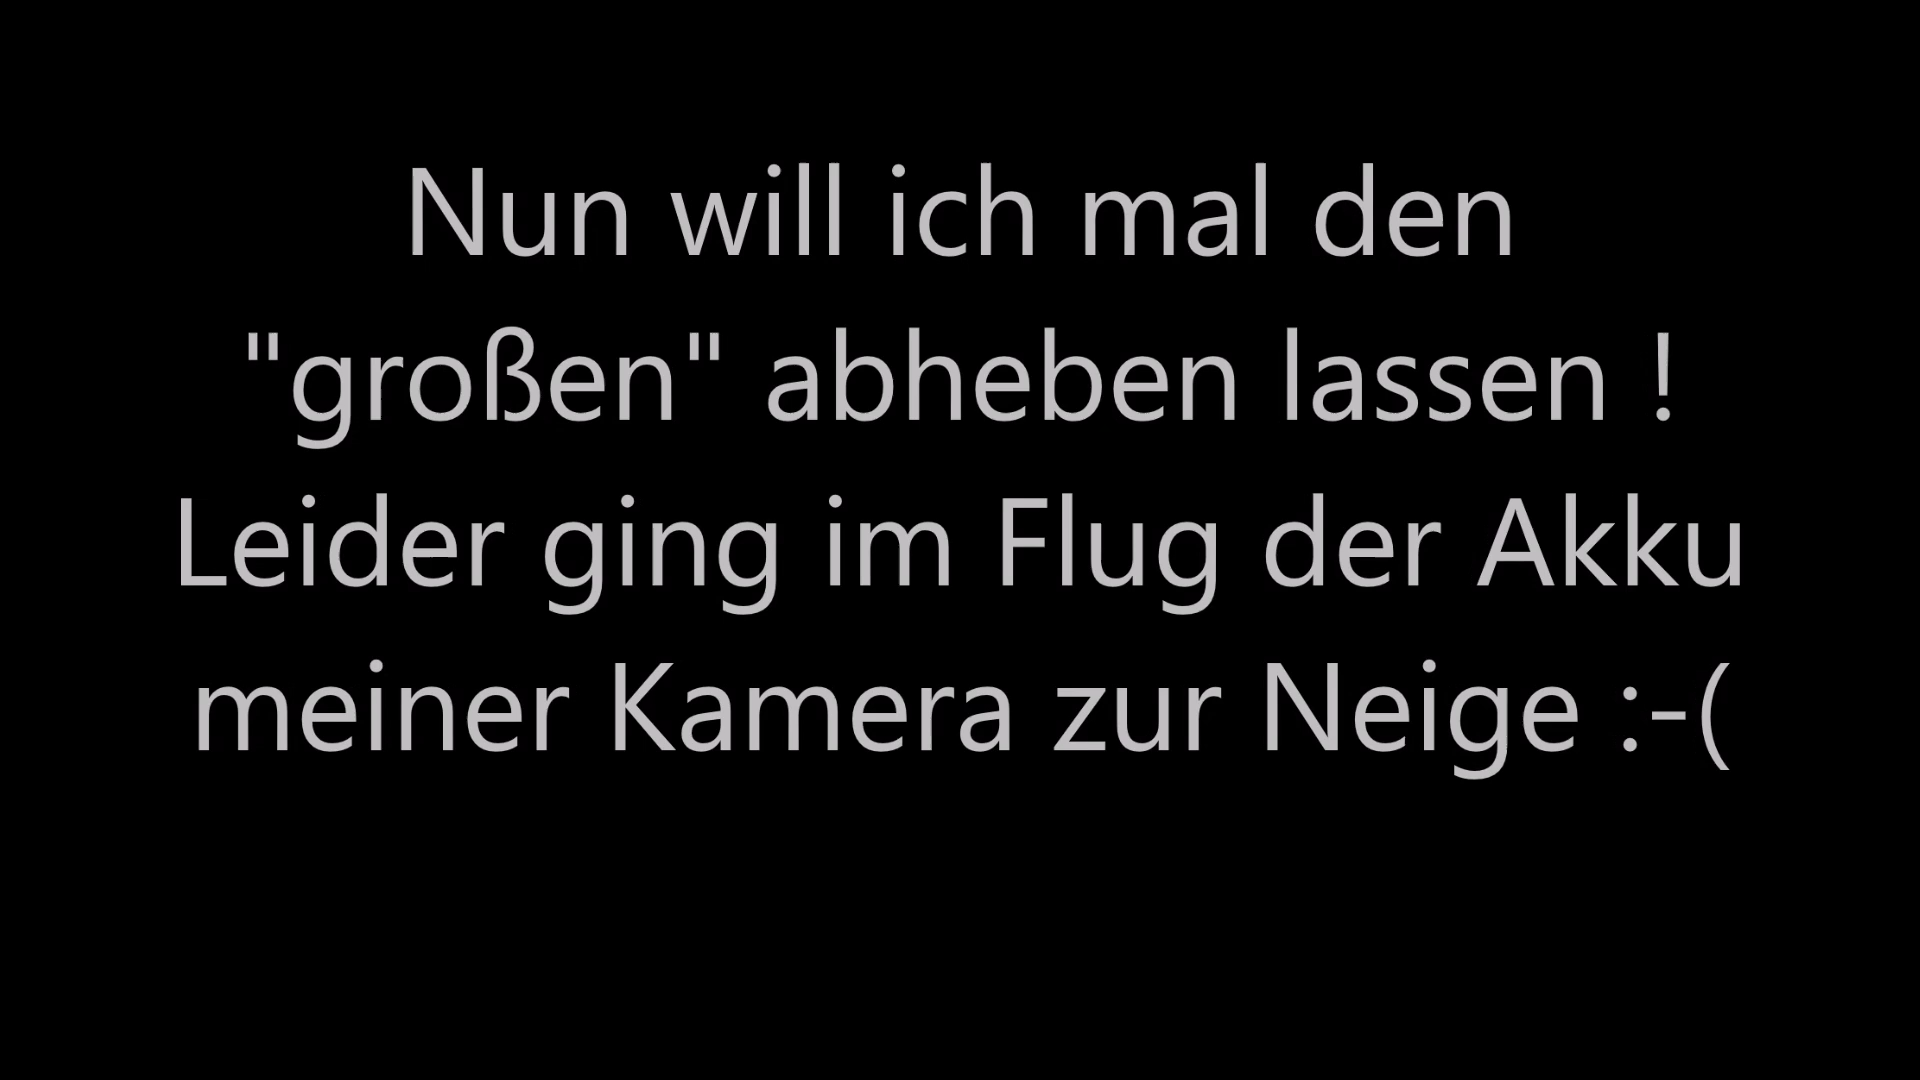 Nun will ich mal den
"großen" abheben lassen !
Leider ging im Flug der Akku
meiner Kamera zur Neige :-(